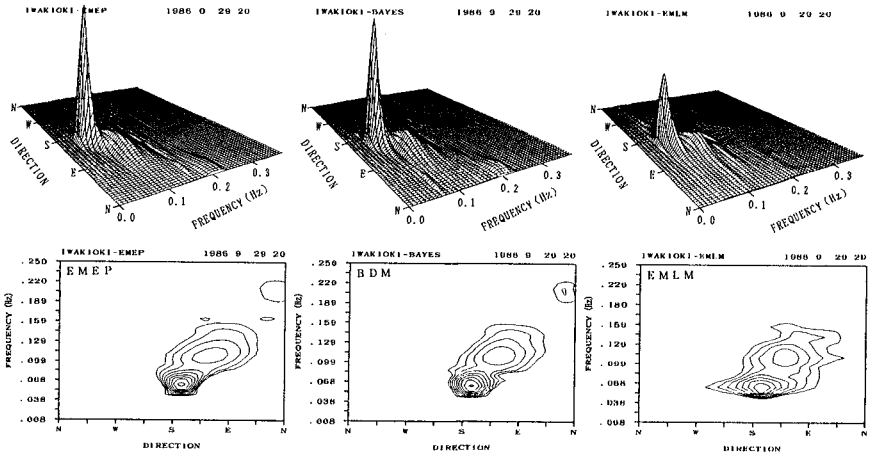 IWAKIOKI-EMEP 1986 0 29 20
N
W
S
E
N
DIRECTION
0.0
0.1
0.2
0.3
FREQUENCY (Hz)
IWAKIOKI-BAYES 1986 9 29 20
N
W
S
E
N
DIRECTION
0.0
0.1
0.2
0.3
FREQUENCY (Hz)
IWAKIOKI-EMLM 1986 9 29 20
N
W
S
E
N
DIRECTION
0.0
0.1
0.2
0.3
FREQUENCY (Hz)
IWAKIOKI-EMEP 1986 9 29 20
EMEP
.250
.220
.189
.159
.129
.099
.068
.038
.008
FREQUENCY (Hz)
N W S E N
DIRECTION
IWAKIOKI-BAYES 1986 9 29 20
BDM
.250
.220
.189
.159
.129
.099
.068
.038
.008
FREQUENCY (Hz)
N W S E N
DIRECTION
IWAKIOKI-EMLM 1986 0 29 20
EMLM
.250
.220
.189
.159
.129
.099
.068
.038
.008
FREQUENCY (Hz)
N W S E N
DIRECTION